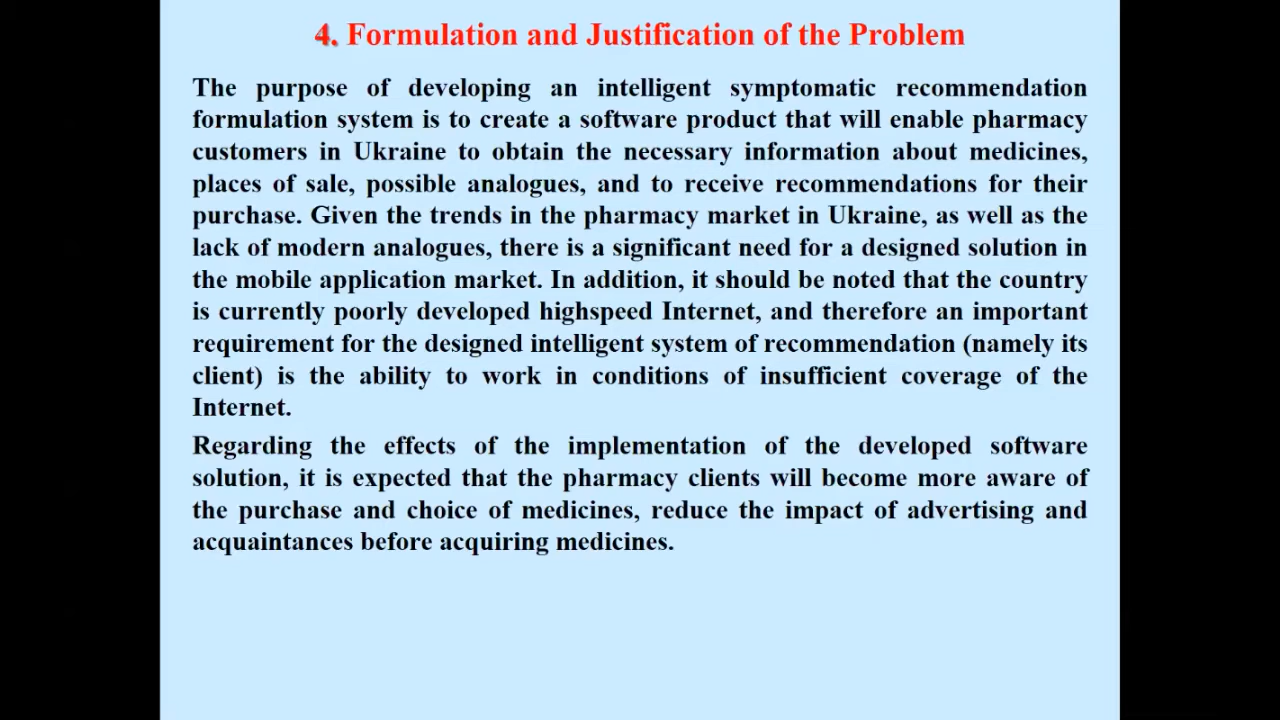 4. Formulation and Justification of the Problem
The purpose of developing an intelligent symptomatic recommendation
formulation system is to create a software product that will enable pharmacy
customers in Ukraine to obtain the necessary information about medicines,
places of sale, possible analogues, and to receive recommendations for their
purchase. Given the trends in the pharmacy market in Ukraine, as well as the
lack of modern analogues, there is a significant need for a designed solution in
the mobile application market. In addition, it should be noted that the country
is currently poorly developed highspeed Internet, and therefore an important
requirement for the designed intelligent system of recommendation (namely its
client) is the ability to work in conditions of insufficient coverage of the
Internet.
Regarding the effects of the implementation of the developed software
solution, it is expected that the pharmacy clients will become more aware of
the purchase and choice of medicines, reduce the impact of advertising and
acquaintances before acquiring medicines.